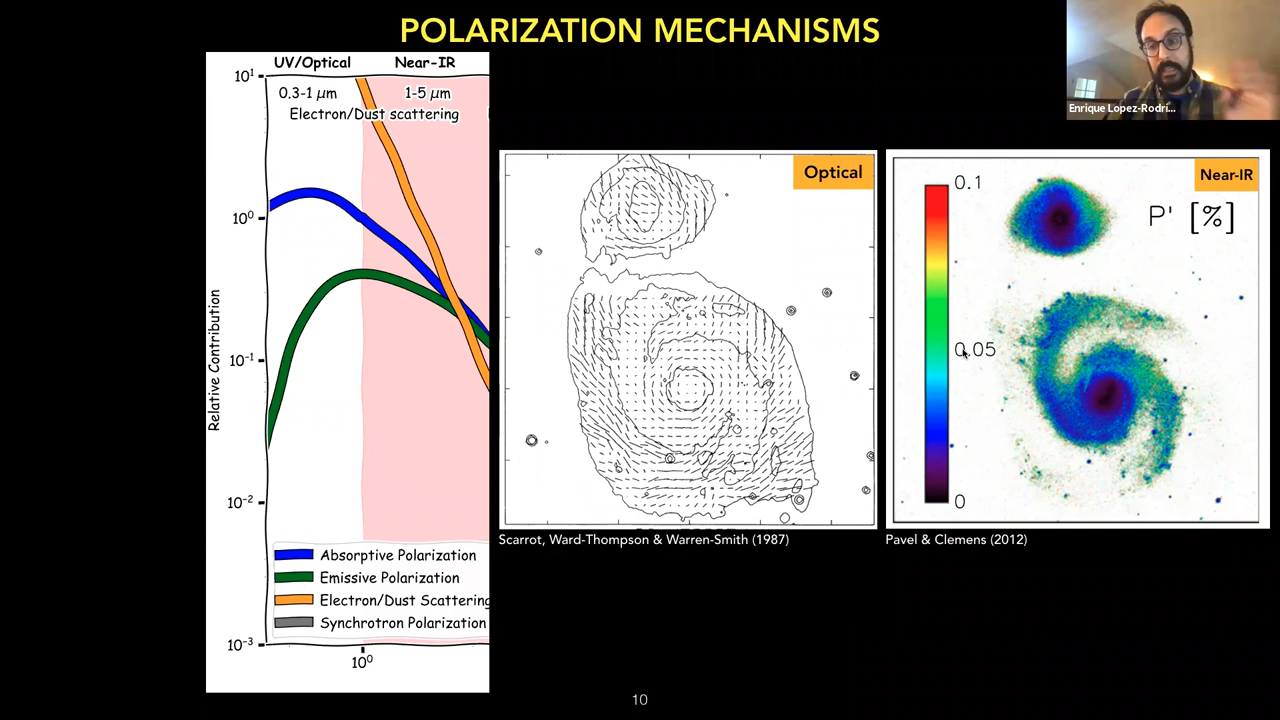 POLARIZATION MECHANISMS
Enrique Lopez-Rodrí...
UV/Optical
Near-IR
0.3-1 μm
1-5 μm
Electron/Dust scattering
10¹
10⁰
10⁻¹
10⁻²
10⁻³
Relative Contribution
Absorptive Polarization
Emissive Polarization
Electron/Dust Scattering
Synchrotron Polarization
10⁰
Optical
Scarrot, Ward-Thompson & Warren-Smith (1987)
Near-IR
0.1
P' [%]
0.05
0
Pavel & Clemens (2012)
10